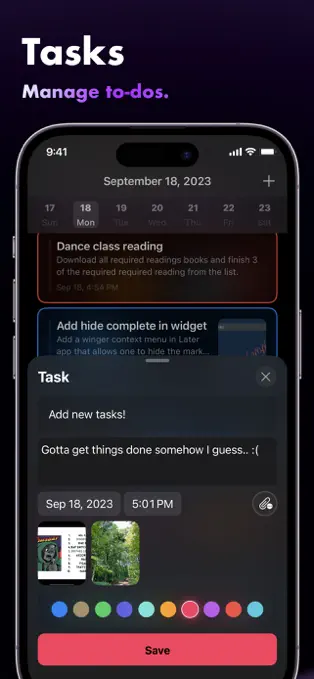 Tasks
Manage to-dos.
9:41
September 18, 2023
17 18 19 20 21 22 23
Sun Mon Tue Wed Thu Fri Sat
Dance class reading
Download all required readings books and finish 3
of the required required reading from the list.
Sep 18, 4:54 PM
Add hide complete in widget
Add a winger context menu in Later
app that allows one to hide the mark...
Task
Add new tasks!
Gotta get things done somehow I guess.. :(
Sep 18, 2023 5:01 PM
Save